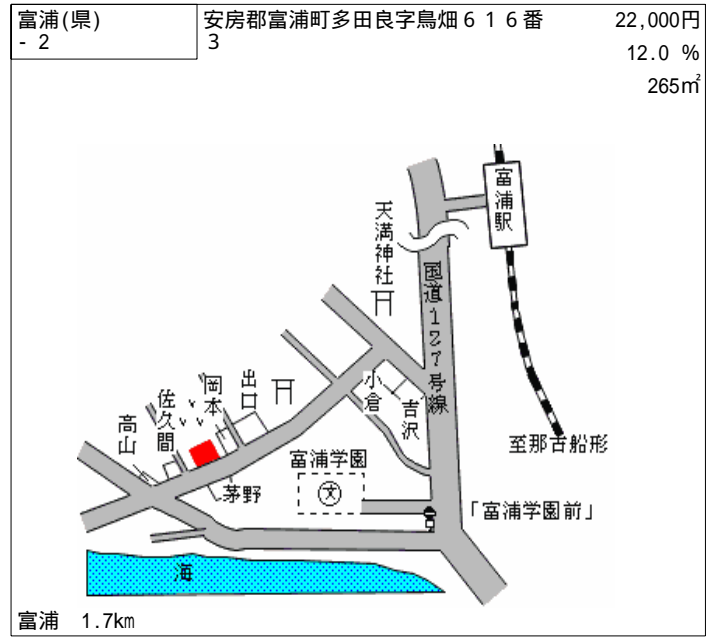 富浦(県)
- 2
安房郡富浦町多田良字鳥畑６１６番
3
22,000円
12.0 %
265㎡
富浦駅
天満神社
国道１２７号線
小倉
吉沢
出口
岡本
佐久間
高山
茅野
富浦学園
文
至那古船形
「富浦学園前」
海
富浦 1.7km